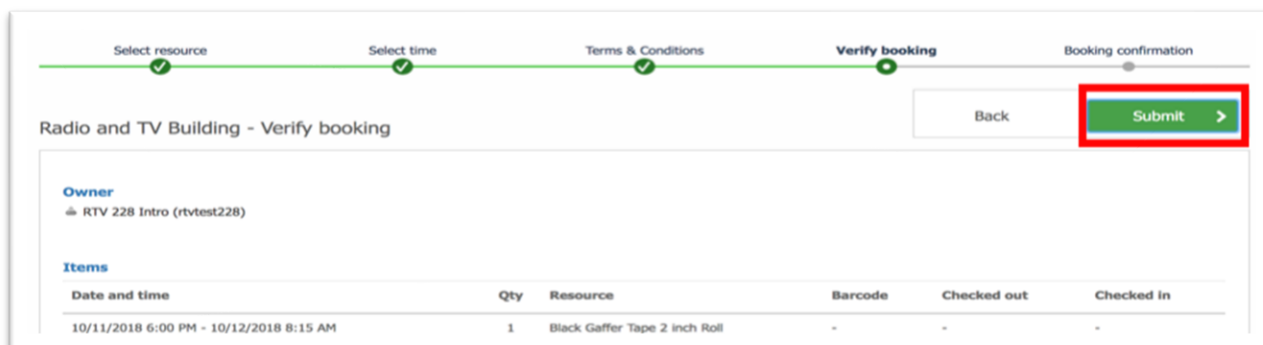 Select resource Select time Terms & Conditions Verify booking Booking confirmation
Back Submit
Radio and TV Building - Verify booking
Owner
RTV 228 Intro (rtvtest228)
Items
Date and time Qty Resource Barcode Checked out Checked in
10/11/2018 6:00 PM - 10/12/2018 8:15 AM 1 Black Gaffer Tape 2 inch Roll - - -